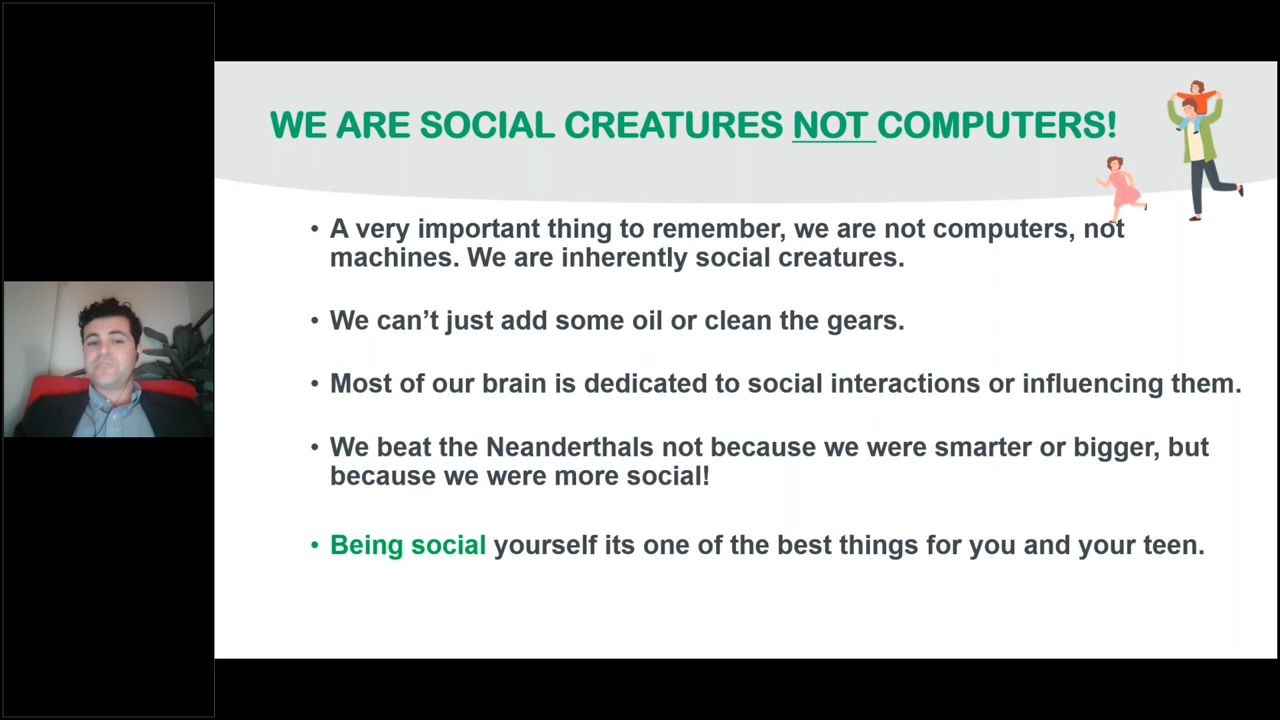 WE ARE SOCIAL CREATURES NOT COMPUTERS!
• A very important thing to remember, we are not computers, not
machines. We are inherently social creatures.
• We can’t just add some oil or clean the gears.
• Most of our brain is dedicated to social interactions or influencing them.
• We beat the Neanderthals not because we were smarter or bigger, but
because we were more social!
• Being social yourself its one of the best things for you and your teen.